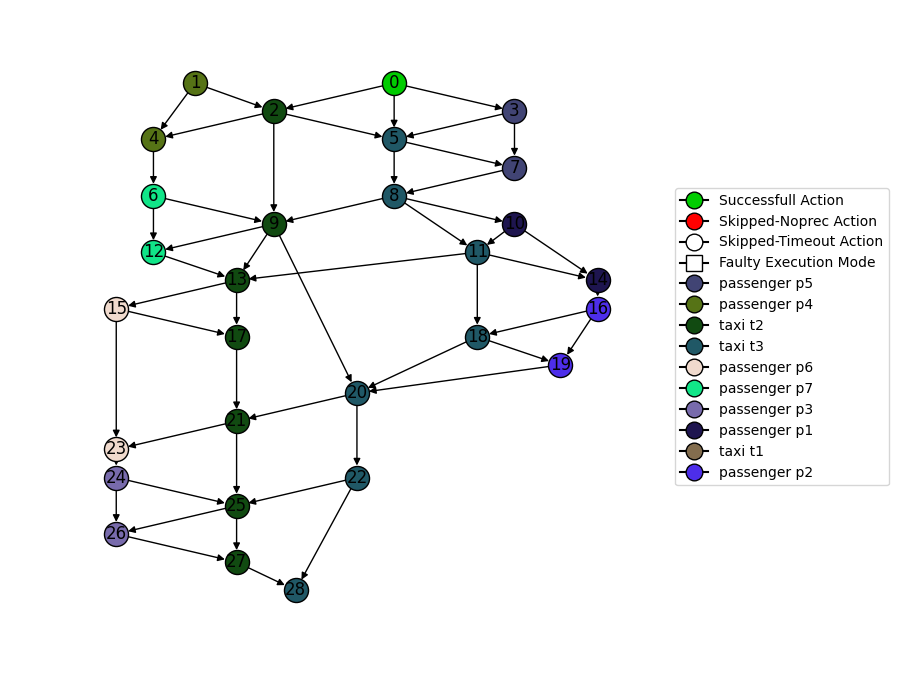 1
0
2
3
4
5
7
6
8
9
10
12
11
13
14
15
16
17
18
19
20
21
23
24
22
25
26
27
28
Successfull Action
Skipped-Noprec Action
Skipped-Timeout Action
Faulty Execution Mode
passenger p5
passenger p4
taxi t2
taxi t3
passenger p6
passenger p7
passenger p3
passenger p1
taxi t1
passenger p2